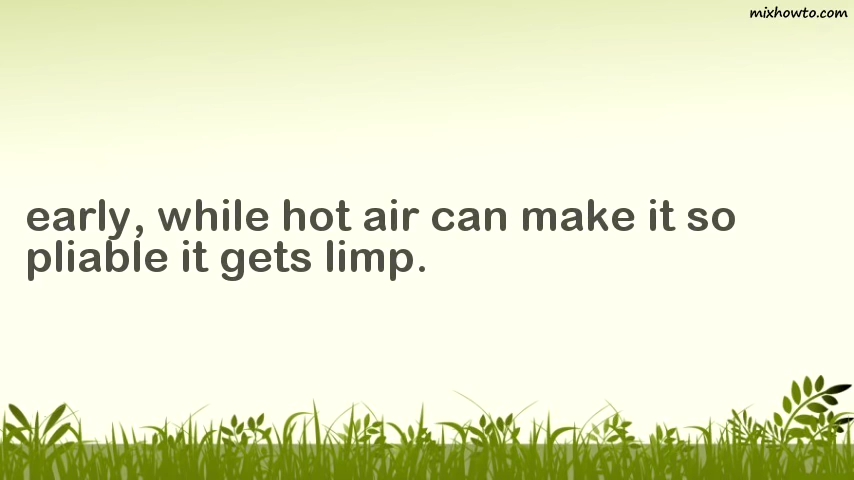 mixhowto.com
early, while hot air can make it so
pliable it gets limp.